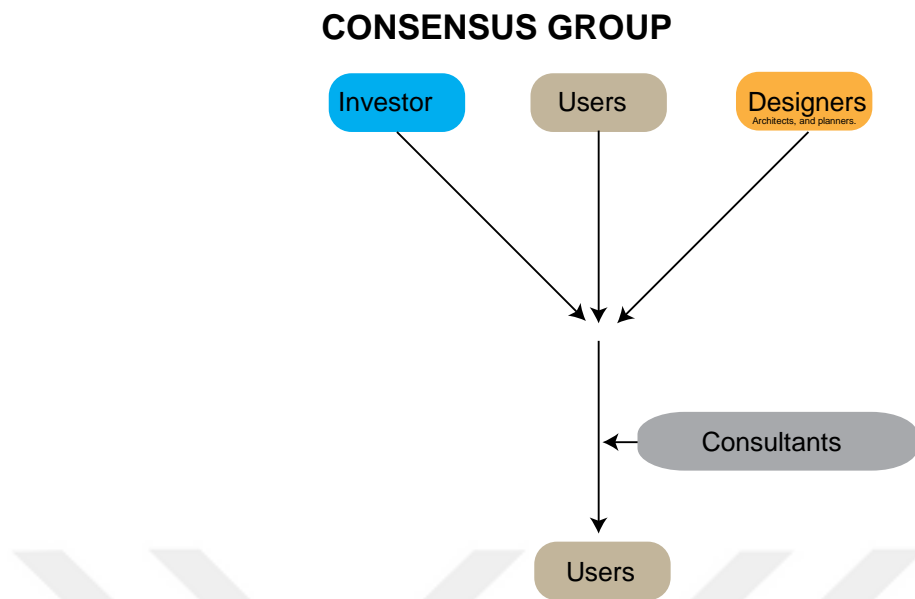 CONSENSUS GROUP
Investor
Users
Designers
Architects, and planners.
Consultants
Users